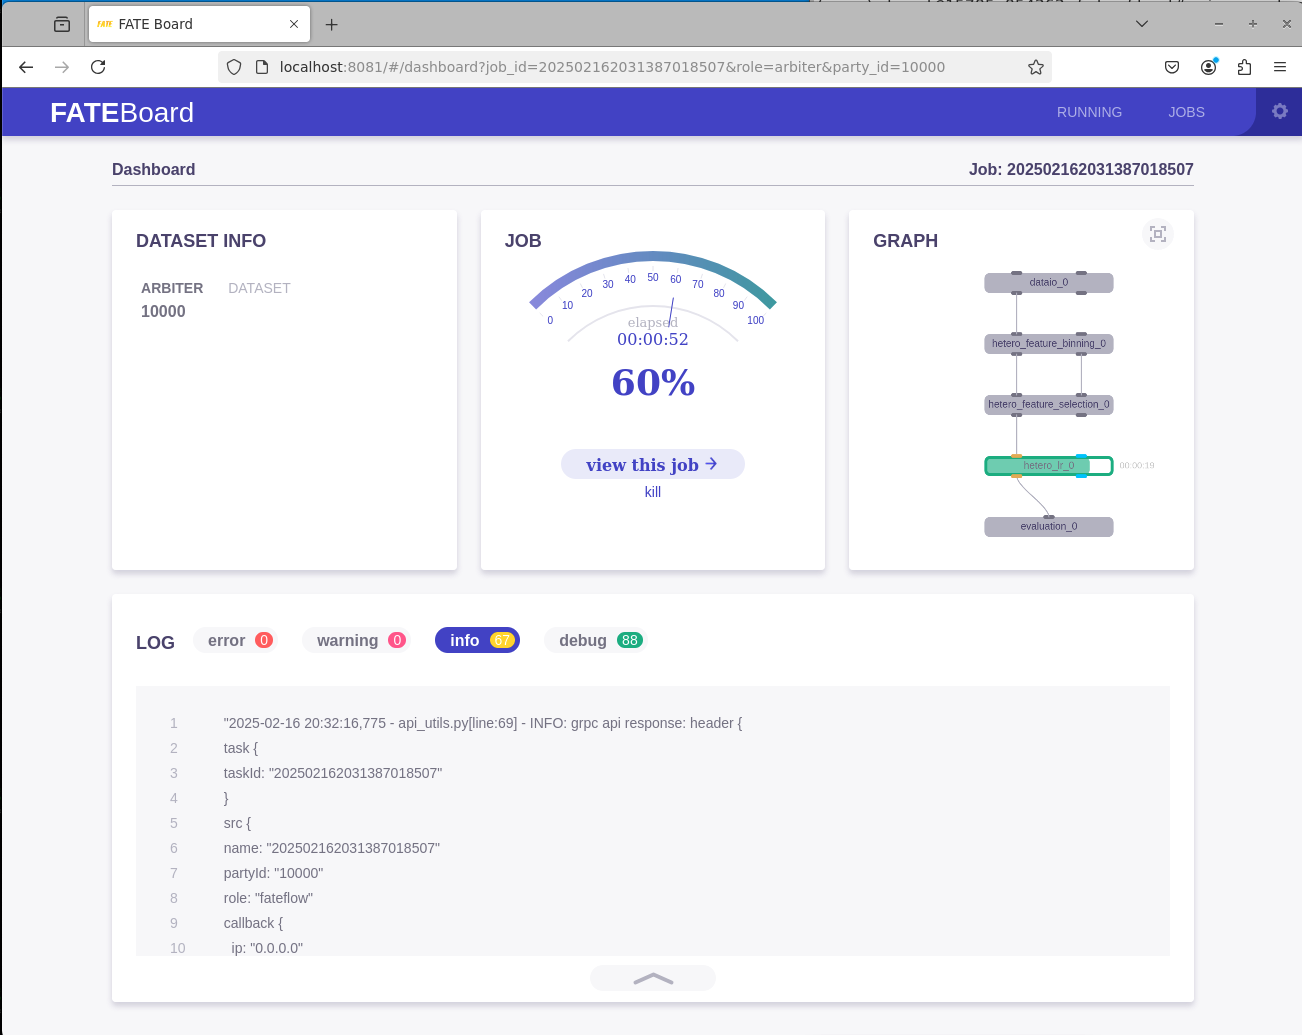 FATE FATE Board
localhost:8081/#/dashboard?job_id=202502162031387018507&role=arbiter&party_id=10000
FATEBoard
RUNNING
JOBS
Dashboard
Job: 202502162031387018507
DATASET INFO
ARBITER DATASET
10000
JOB
0 10 20 30 40 50 60 70 80 90 100
elapsed
00:00:52
60%
view this job
kill
GRAPH
dataio_0
hetero_feature_binning_0
hetero_feature_selection_0
hetero_lr_0 00:00:19
evaluation_0
LOG error 0 warning 0 info 67 debug 88
1 "2025-02-16 20:32:16,775 - api_utils.py[line:69] - INFO: grpc api response: header {
2 task {
3 taskId: "202502162031387018507"
4 }
5 src {
6 name: "202502162031387018507"
7 partyId: "10000"
8 role: "fateflow"
9 callback {
10 ip: "0.0.0.0"